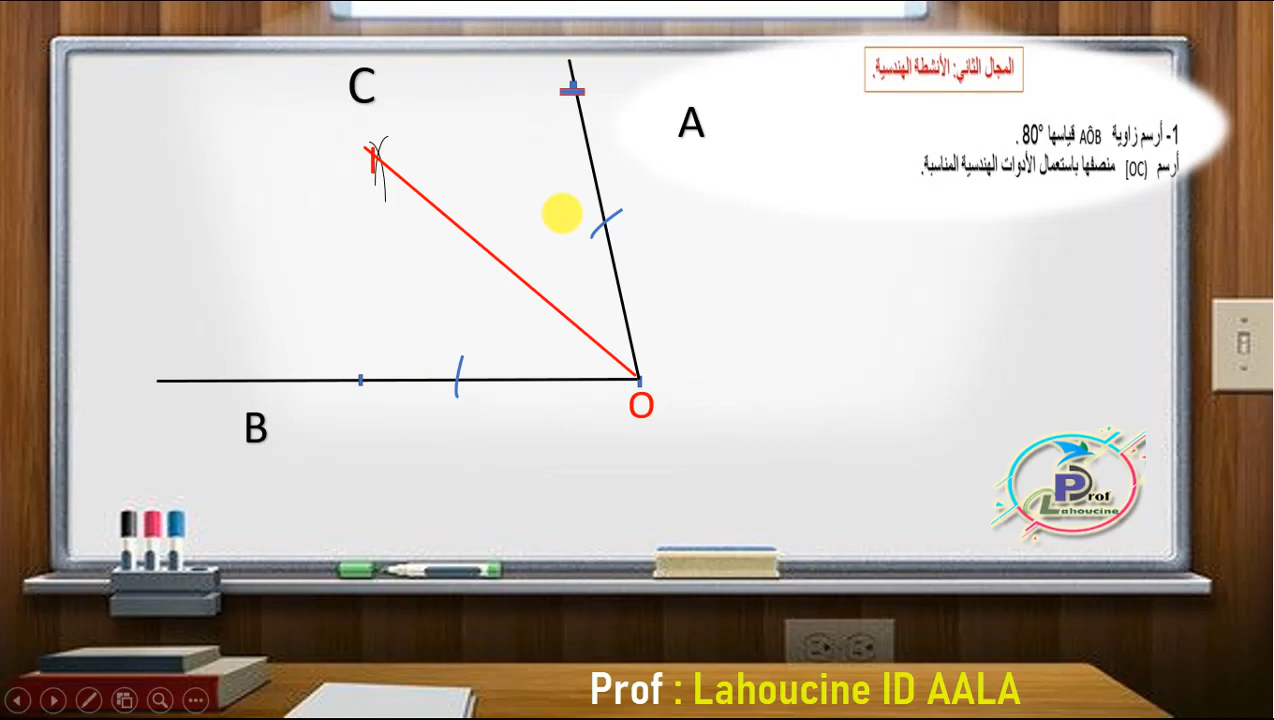 المجال الثاني: الأنشطة الهندسية.
1- أرسم زاوية AÔB قياسها 80° .
أرسم [OC) منصفها باستعمال الأدوات الهندسية المناسبة.
C
A
B
O
Prof
Lahoucine
Prof : Lahoucine ID AALA